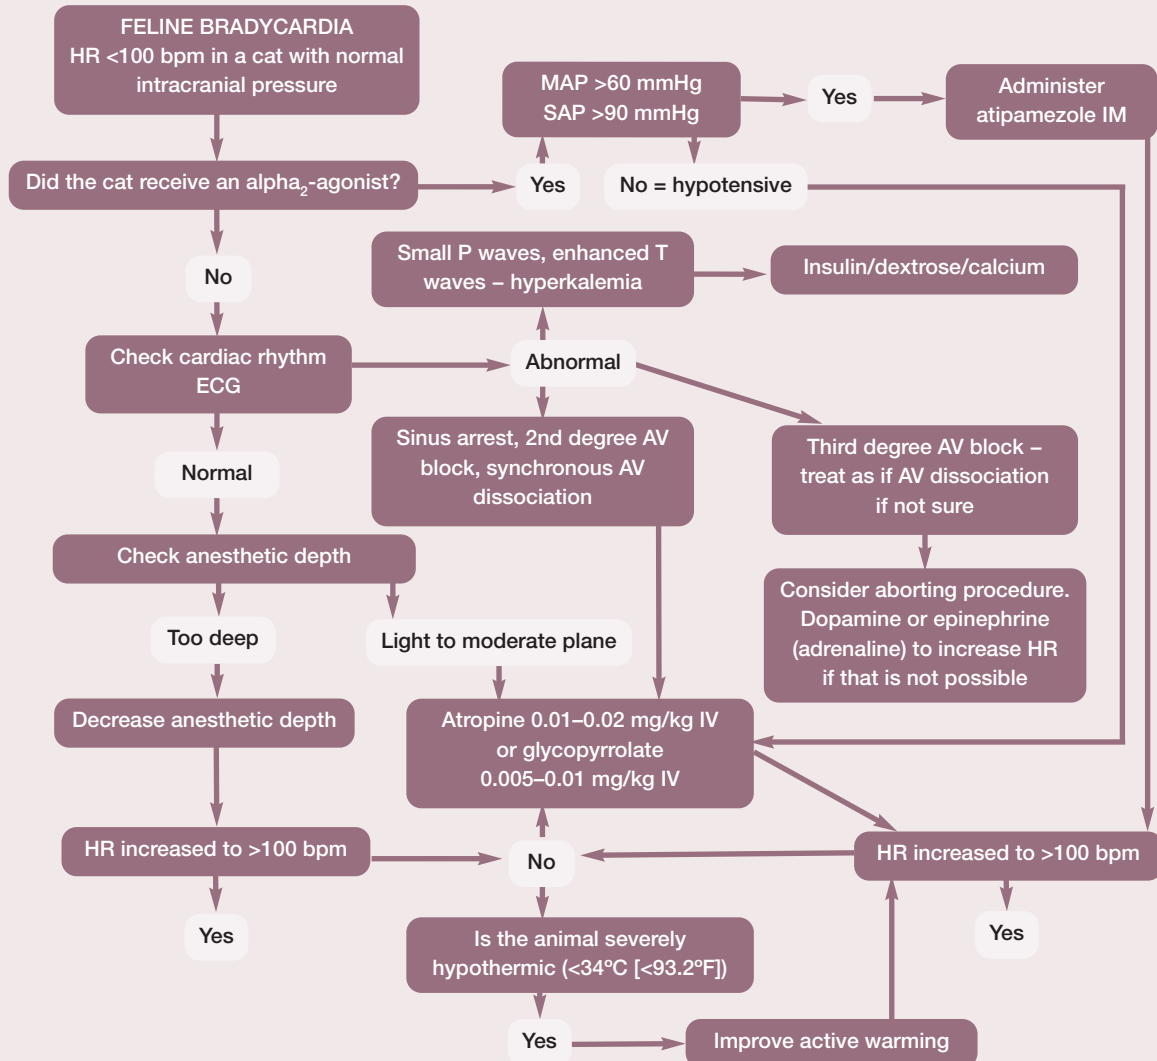 FELINE BRADYCARDIA
HR <100 bpm in a cat with normal
intracranial pressure
MAP >60 mmHg
SAP >90 mmHg
Yes
Administer
atipamezole IM
Did the cat receive an alpha₂-agonist?
Yes
No = hypotensive
No
Small P waves, enhanced T
waves – hyperkalemia
Insulin/dextrose/calcium
Check cardiac rhythm
ECG
Abnormal
Normal
Sinus arrest, 2nd degree AV
block, synchronous AV
dissociation
Third degree AV block –
treat as if AV dissociation
if not sure
Check anesthetic depth
Too deep
Light to moderate plane
Consider aborting procedure.
Dopamine or epinephrine
(adrenaline) to increase HR
if that is not possible
Decrease anesthetic depth
Atropine 0.01–0.02 mg/kg IV
or glycopyrrolate
0.005–0.01 mg/kg IV
HR increased to >100 bpm
No
HR increased to >100 bpm
Yes
Is the animal severely
hypothermic (<34ºC [<93.2ºF])
Yes
Yes
Improve active warming